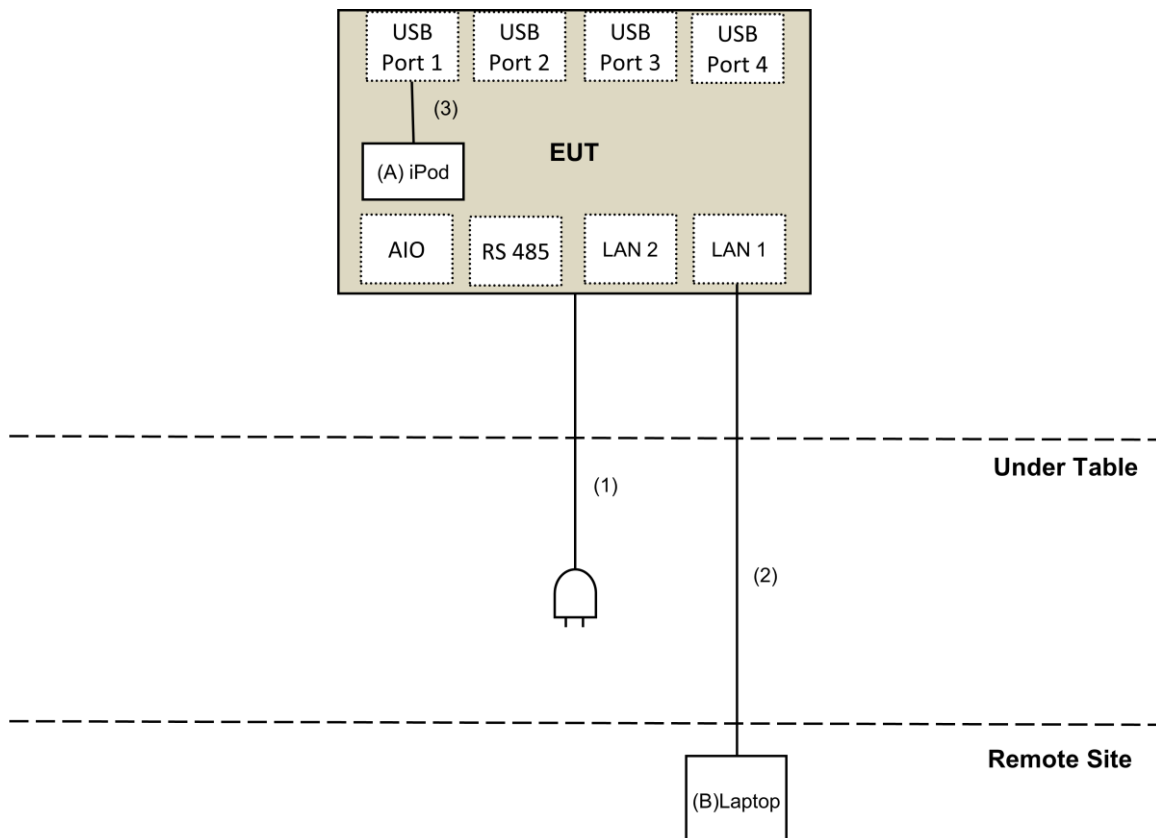 USB
Port 1
USB
Port 2
USB
Port 3
USB
Port 4
(3)
EUT
(A) iPod
AIO
RS 485
LAN 2
LAN 1
Under Table
(1)
(2)
Remote Site
(B)Laptop